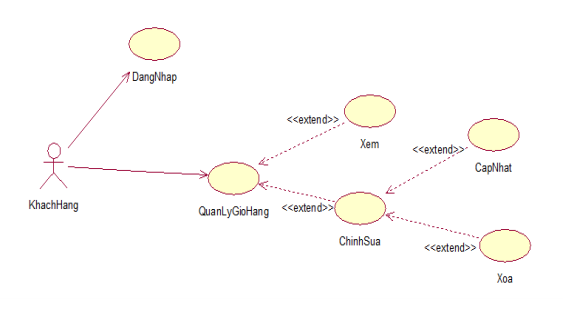 DangNhap
<<extend>>
Xem
<<extend>>
CapNhat
KhachHang
QuanLyGioHang
<<extend>>
ChinhSua
<<extend>>
Xoa